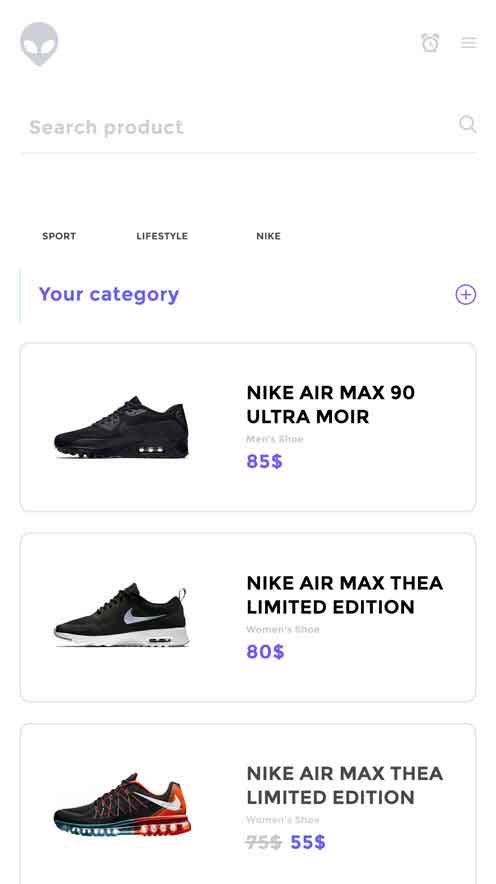 Search product
SPORT LIFESTYLE NIKE
Your category
NIKE AIR MAX 90
ULTRA MOIR
Men's Shoe
85$
NIKE AIR MAX THEA
LIMITED EDITION
Women's Shoe
80$
NIKE AIR MAX THEA
LIMITED EDITION
Women's Shoe
75$ 55$